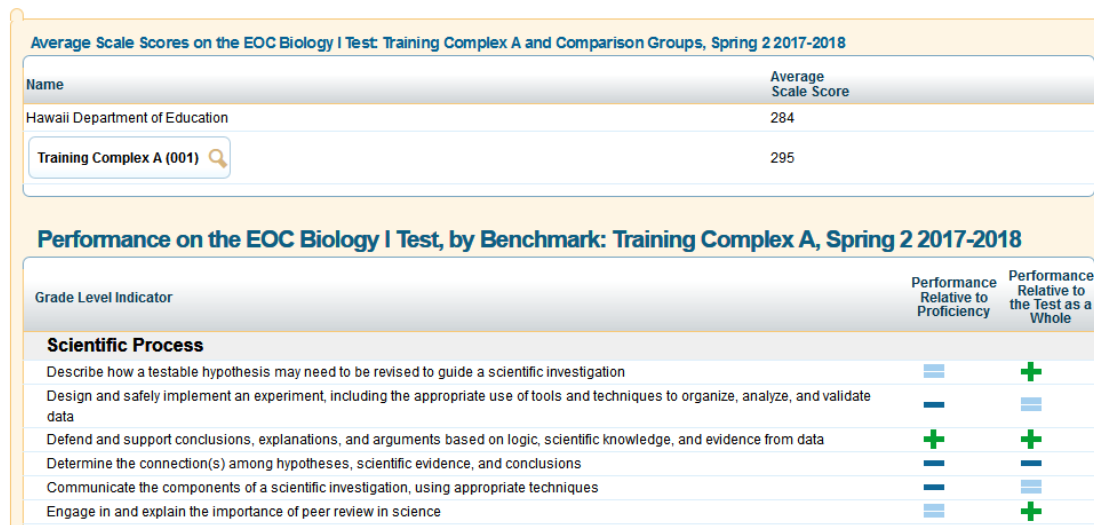 Average Scale Scores on the EOC Biology I Test: Training Complex A and Comparison Groups, Spring 2 2017-2018
Name
Average
Scale Score
Hawaii Department of Education 284
Training Complex A (001) 295
Performance on the EOC Biology I Test, by Benchmark: Training Complex A, Spring 2 2017-2018
Grade Level Indicator
Performance
Relative to
Proficiency
Performance
Relative to
the Test as a
Whole
Scientific Process
Describe how a testable hypothesis may need to be revised to guide a scientific investigation
Design and safely implement an experiment, including the appropriate use of tools and techniques to organize, analyze, and validate
data
Defend and support conclusions, explanations, and arguments based on logic, scientific knowledge, and evidence from data
Determine the connection(s) among hypotheses, scientific evidence, and conclusions
Communicate the components of a scientific investigation, using appropriate techniques
Engage in and explain the importance of peer review in science